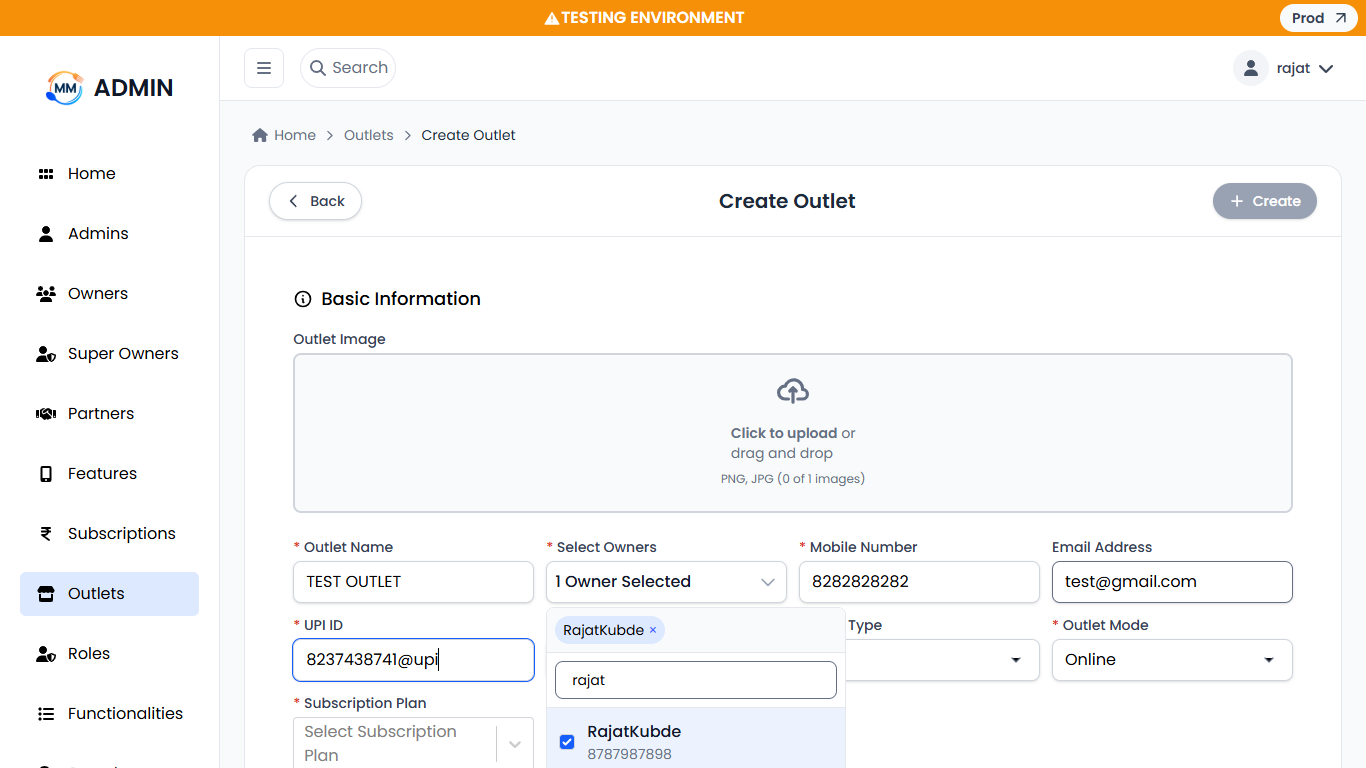 TESTING ENVIRONMENT
Prod
MM ADMIN
Search
rajat
Home
Admins
Owners
Super Owners
Partners
Features
Subscriptions
Outlets
Roles
Functionalities
Home > Outlets > Create Outlet
Back
Create Outlet
+ Create
Basic Information
Outlet Image
Click to upload or
drag and drop
PNG, JPG (0 of 1 images)
* Outlet Name
TEST OUTLET
* Select Owners
1 Owner Selected
* Mobile Number
8282828282
Email Address
test@gmail.com
* UPI ID
8237438741@upi
RajatKubde ×
rajat
RajatKubde
8787987898
Type
* Outlet Mode
Online
* Subscription Plan
Select Subscription
Plan